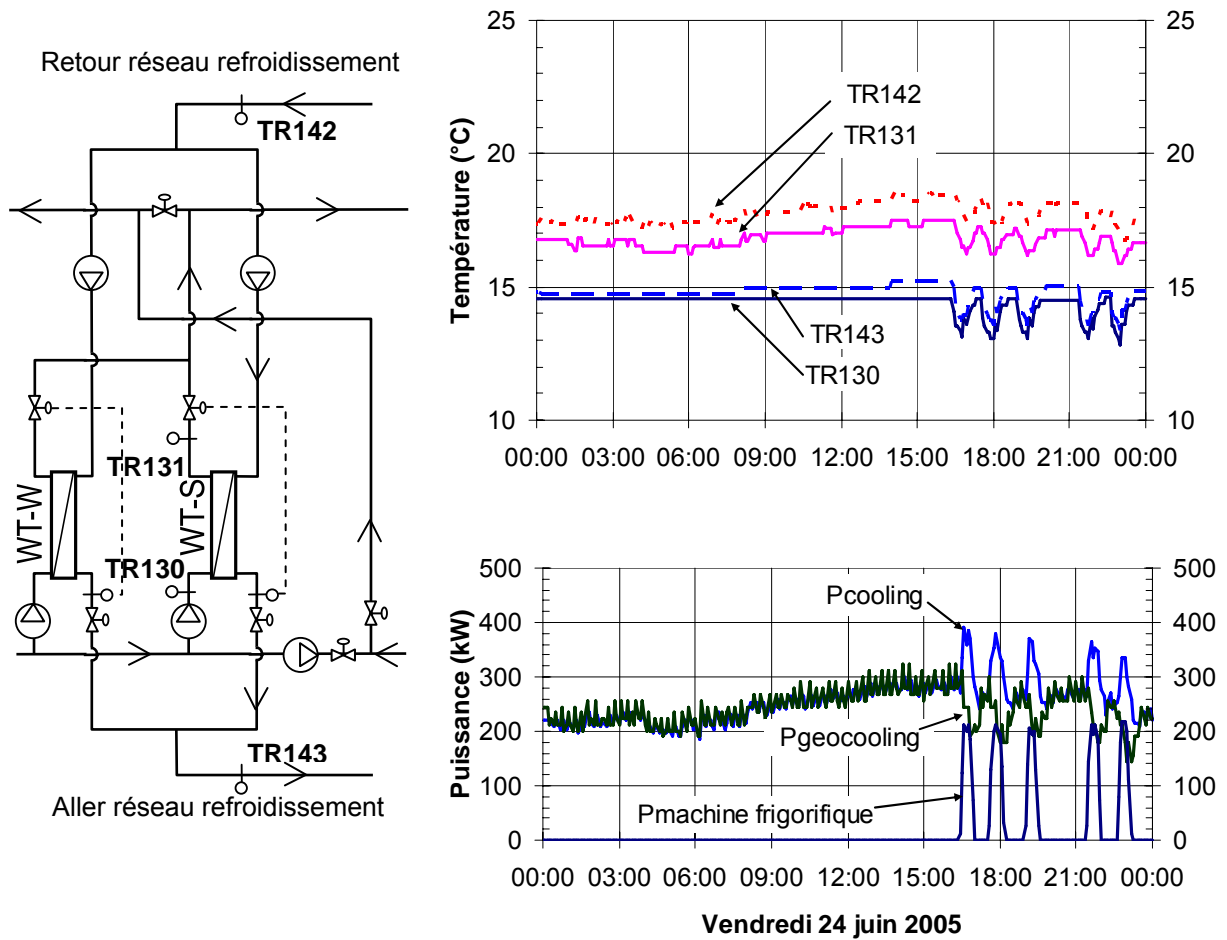 Retour réseau refroidissement
TR142
TR131
WT-W
WT-S
TR130
TR143
Aller réseau refroidissement
25
20
15
10
Température (°C)
25
20
15
10
TR142
TR131
TR143
TR130
00:00 03:00 06:00 09:00 12:00 15:00 18:00 21:00 00:00
500
400
300
200
100
0
Puissance (kW)
500
400
300
200
100
0
Pcooling
Pgeocooling
Pmachine frigorifique
00:00 03:00 06:00 09:00 12:00 15:00 18:00 21:00 00:00
Vendredi 24 juin 2005